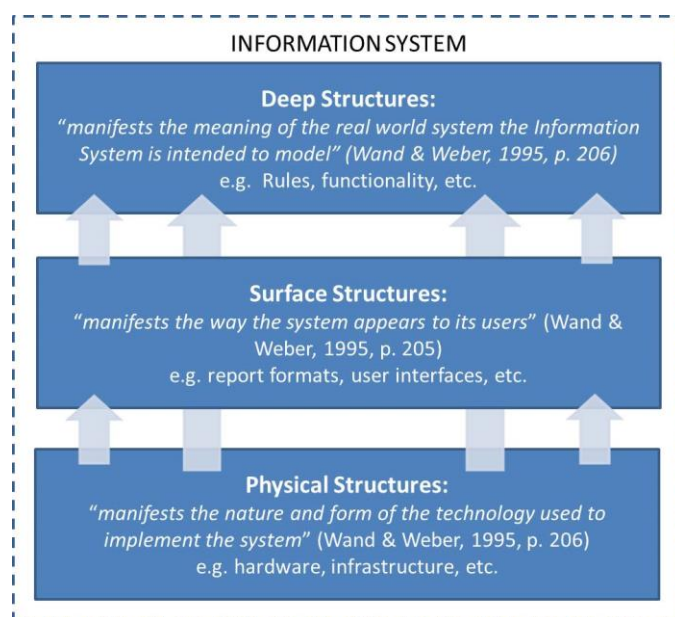 INFORMATION SYSTEM
Deep Structures:
“manifests the meaning of the real world system the Information
System is intended to model” (Wand & Weber, 1995, p. 206)
e.g. Rules, functionality, etc.
Surface Structures:
“manifests the way the system appears to its users” (Wand &
Weber, 1995, p. 205)
e.g. report formats, user interfaces, etc.
Physical Structures:
“manifests the nature and form of the technology used to
implement the system” (Wand & Weber, 1995, p. 206)
e.g. hardware, infrastructure, etc.